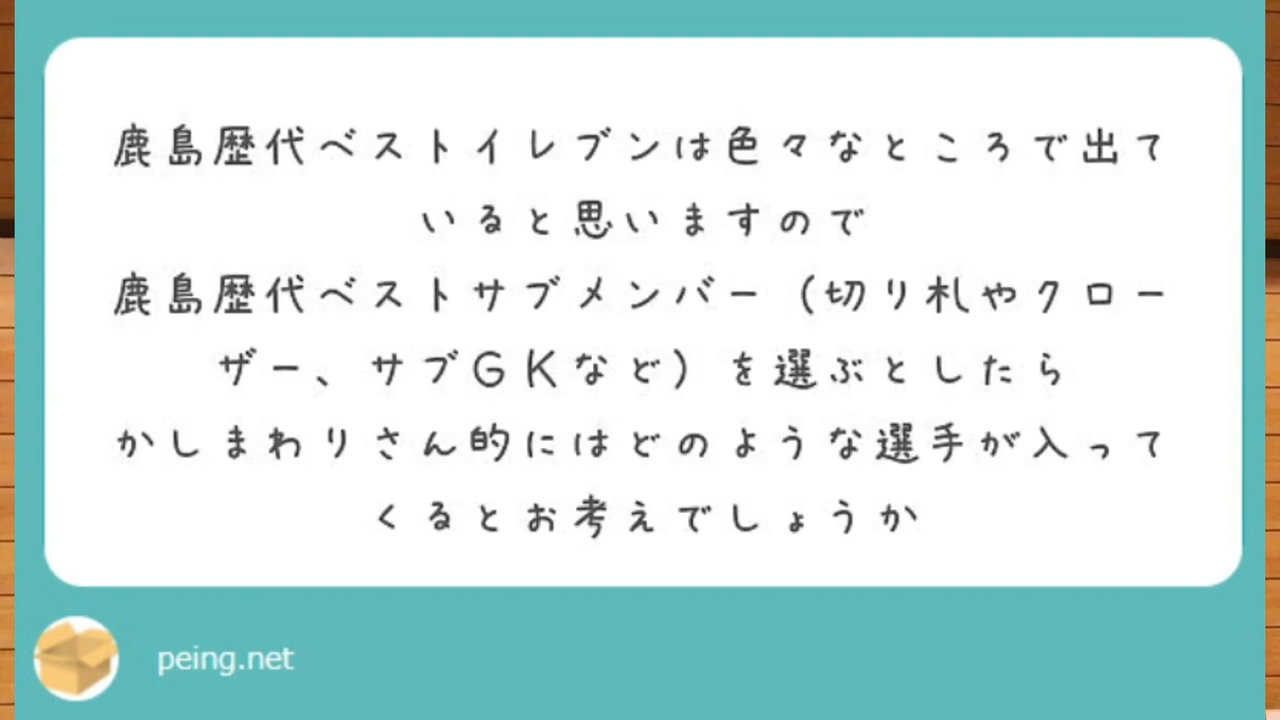 鹿島歴代ベストイレブンは色々なところで出て
いると思いますので
鹿島歴代ベストサブメンバー（切り札やクロー
ザー、サブＧＫなど）を選ぶとしたら
かしまわりさん的にはどのような選手が入って
くるとお考えでしょうか
peing.net